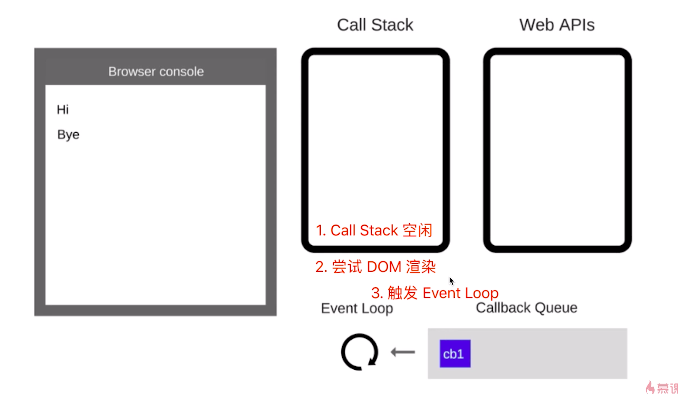 Call Stack
Web APIs
Browser console
Hi
Bye
1. Call Stack 空闲
2. 尝试 DOM 渲染
3. 触发 Event Loop
Event Loop
Callback Queue
cb1